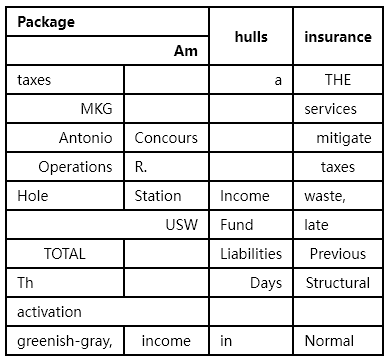 Package hulls insurance
Am
taxes a THE
MKG services
Antonio Concours mitigate
Operations R. taxes
Hole Station Income waste,
USW Fund late
TOTAL Liabilities Previous
Th Days Structural
activation
greenish-gray, income in Normal